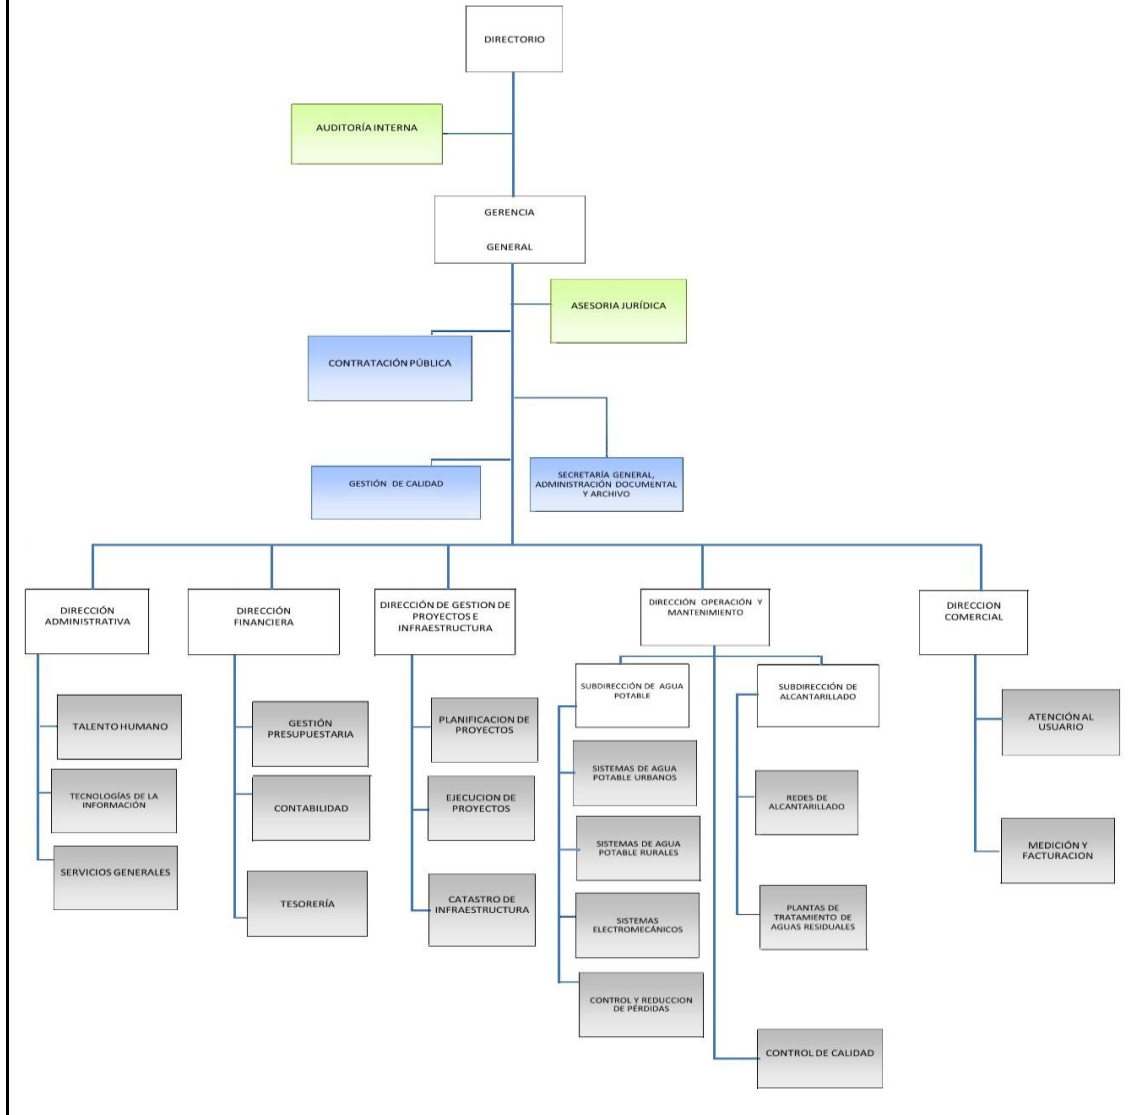 DIRECTORIO
AUDITORÍA INTERNA
GERENCIA
GENERAL
ASESORIA JURÍDICA
CONTRATACIÓN PÚBLICA
GESTIÓN DE CALIDAD
SECRETARÍA GENERAL,
ADMINISTRACIÓN DOCUMENTAL
Y ARCHIVO
DIRECCIÓN
ADMINISTRATIVA
DIRECCIÓN
FINANCIERA
DIRECCIÓN DE GESTION DE
PROYECTOS E
INFRAESTRUCTURA
DIRECCIÓN OPERACIÓN Y
MANTENIMIENTO
DIRECCION
COMERCIAL
TALENTO HUMANO
TECNOLOGÍAS DE LA
INFORMACIÓN
SERVICIOS GENERALES
GESTIÓN
PRESUPUESTARIA
CONTABILIDAD
TESORERÍA
PLANIFICACION DE
PROYECTOS
EJECUCION DE
PROYECTOS
CATASTRO DE
INFRAESTRUCTURA
SUBDIRECCIÓN DE AGUA
POTABLE
SISTEMAS DE AGUA
POTABLE URBANOS
SISTEMAS DE AGUA
POTABLE RURALES
SISTEMAS
ELECTROMECÁNICOS
CONTROL Y REDUCCION
DE PÉRDIDAS
SUBDIRECCIÓN DE
ALCANTARILLADO
REDES DE
ALCANTARILLADO
PLANTAS DE
TRATAMIENTO DE
AGUAS RESIDUALES
CONTROL DE CALIDAD
ATENCIÓN AL
USUARIO
MEDICIÓN Y
FACTURACION